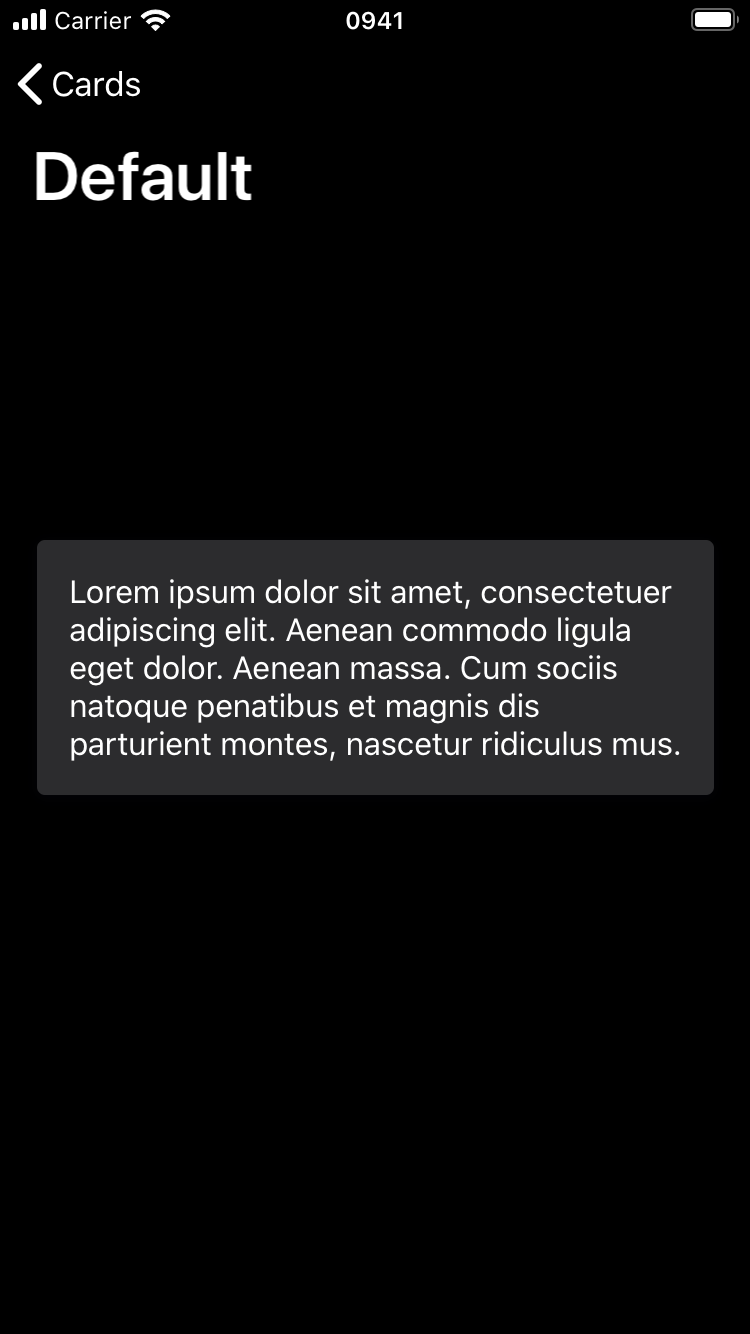 Carrier 0941
Cards
Default
Lorem ipsum dolor sit amet, consectetuer
adipiscing elit. Aenean commodo ligula
eget dolor. Aenean massa. Cum sociis
natoque penatibus et magnis dis
parturient montes, nascetur ridiculus mus.